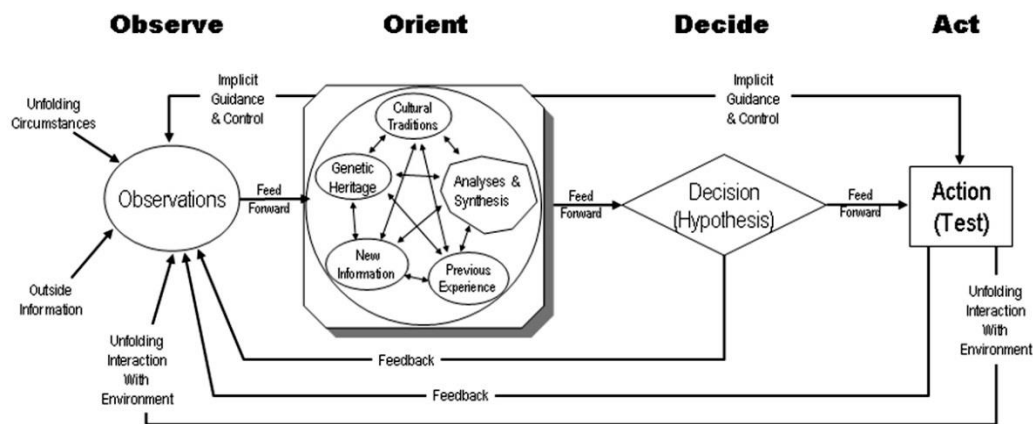 Observe
Orient
Decide
Act
Implicit
Guidance
& Control
Implicit
Guidance
& Control
Unfolding
Circumstances
Cultural
Traditions
Genetic
Heritage
Analyses &
Synthesis
Observations
Feed
Forward
Feed
Forward
Decision
(Hypothesis)
Feed
Forward
Action
(Test)
New
Information
Previous
Experience
Outside
Information
Unfolding
Interaction
With
Environment
Feedback
Feedback
Unfolding
Interaction
With
Environment